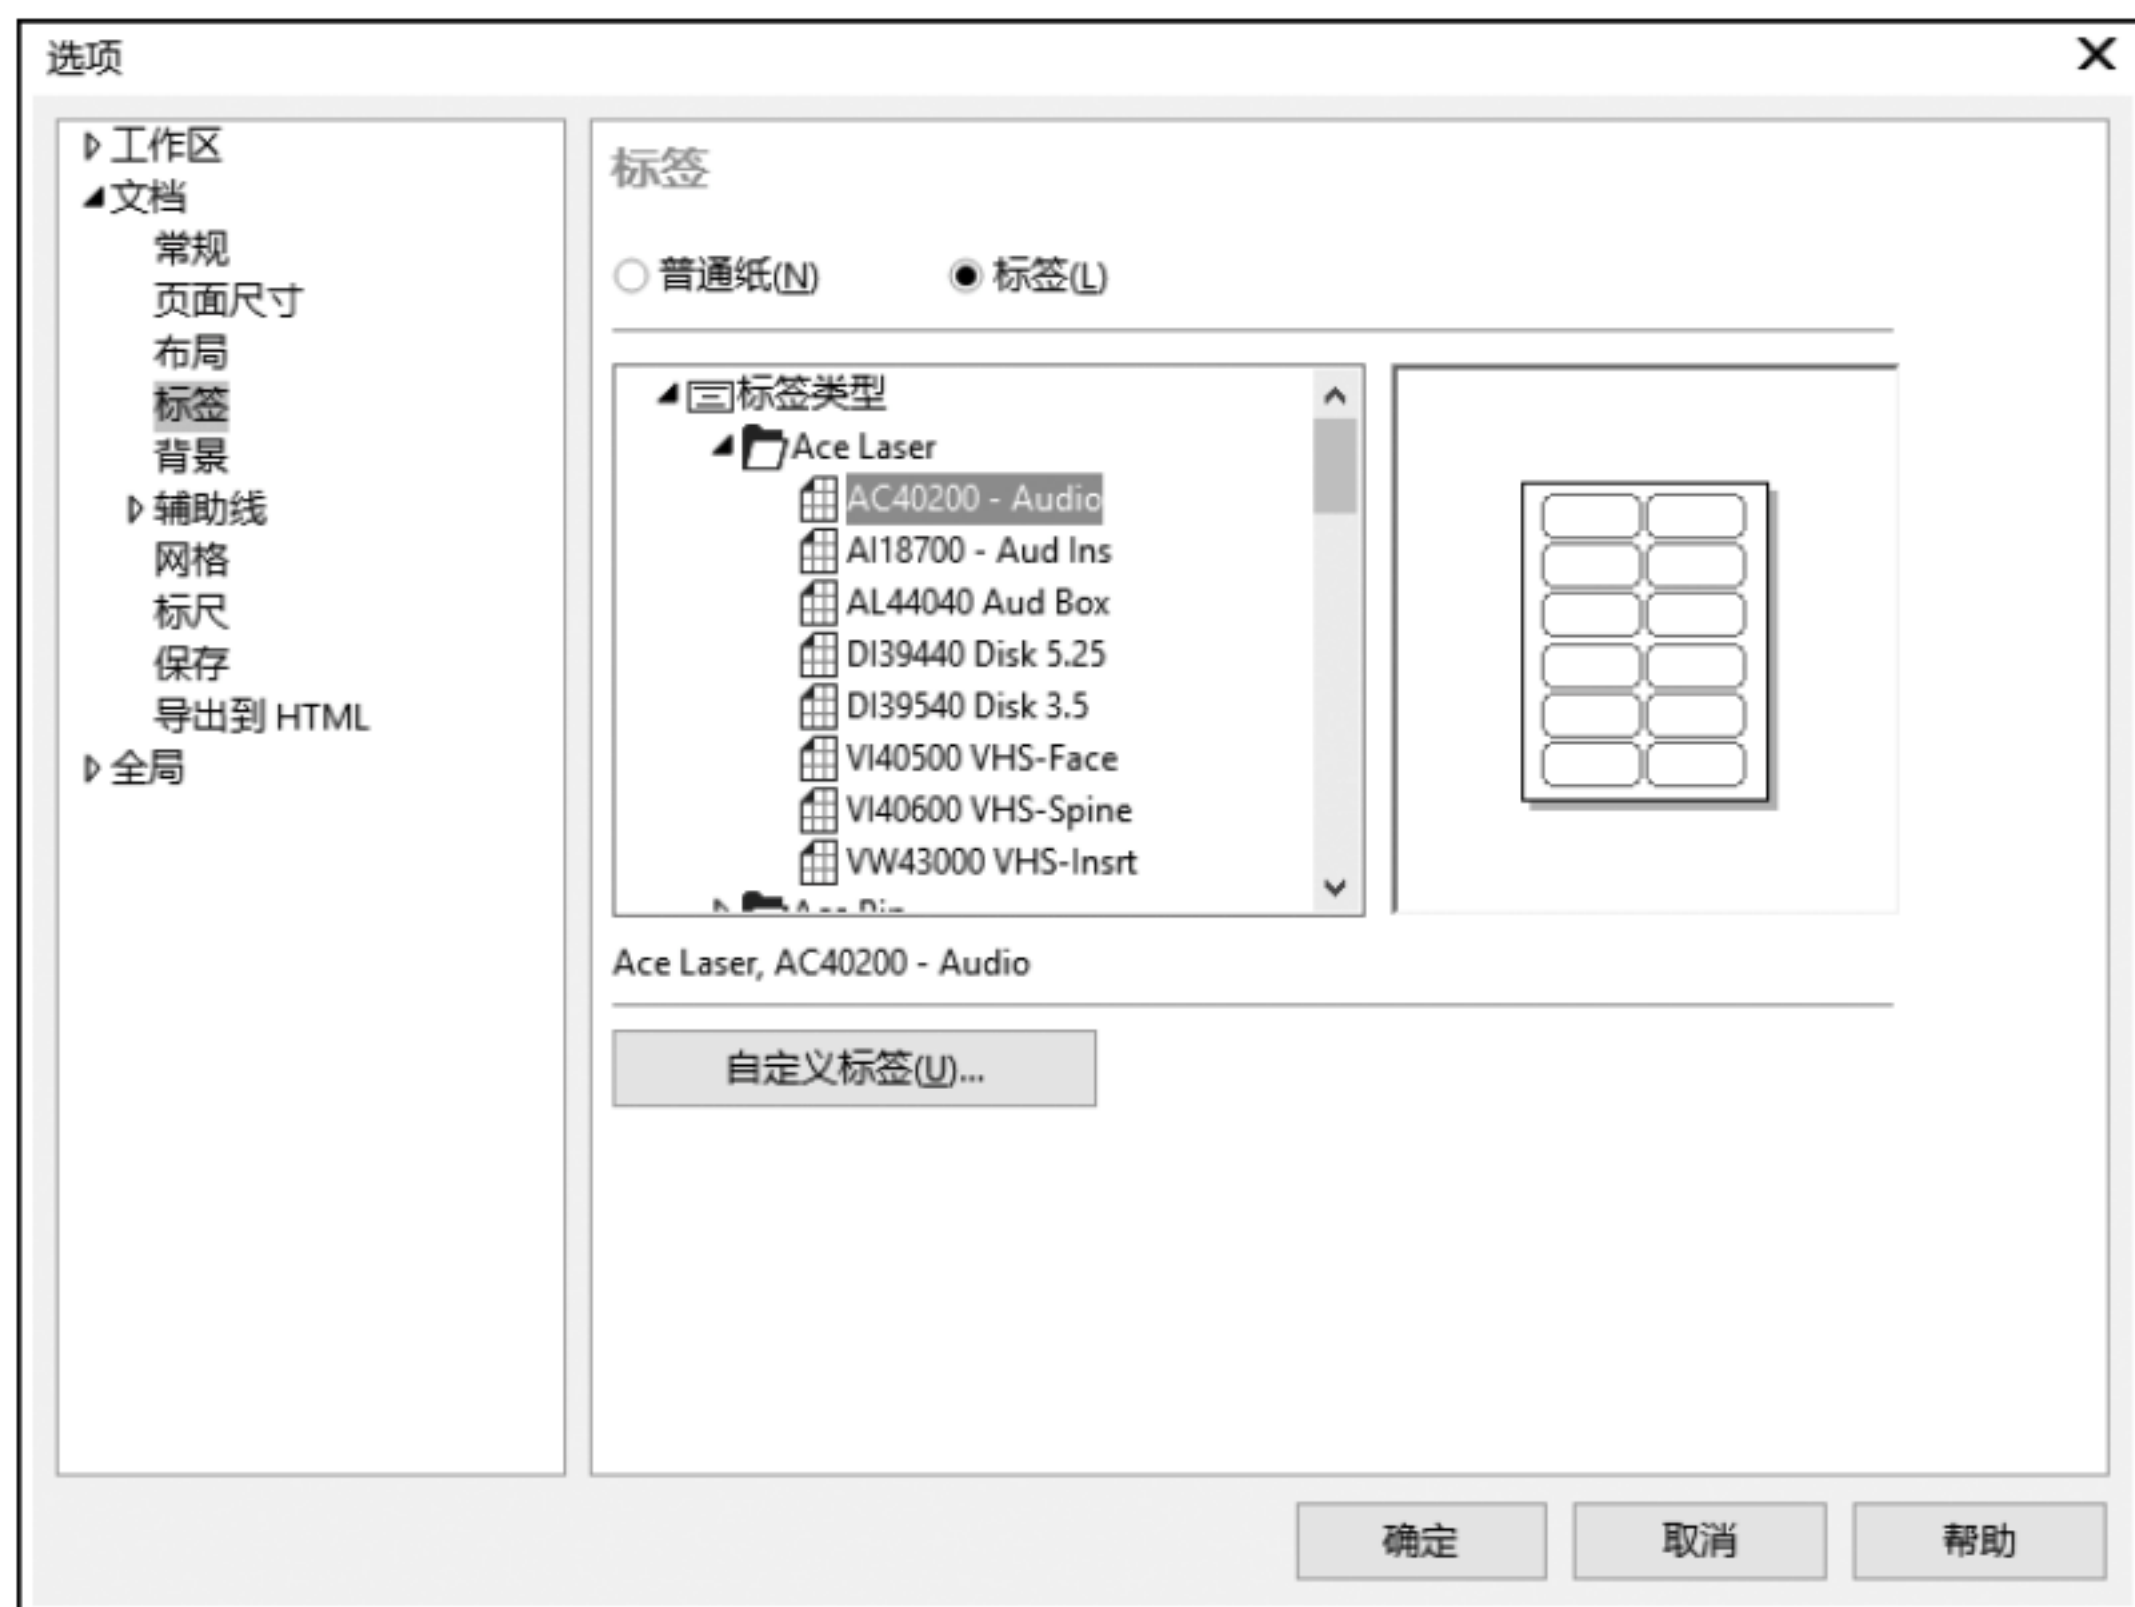 选项
工作区
文档
常规
页面尺寸
布局
标签
背景
辅助线
网格
标尺
保存
导出到 HTML
全局
标签
普通纸(N) 标签(L)
标签类型
Ace Laser
AC40200 - Audio
AI18700 - Aud Ins
AL44040 Aud Box
DI39440 Disk 5.25
DI39540 Disk 3.5
VI40500 VHS-Face
VI40600 VHS-Spine
VW43000 VHS-Insrt
Ace Laser, AC40200 - Audio
自定义标签(U)...
确定 取消 帮助